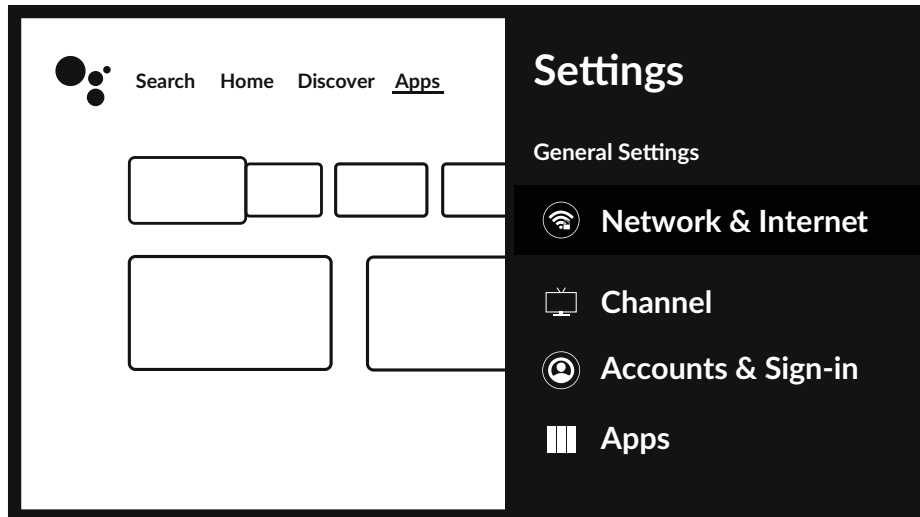 Search Home Discover Apps
Settings
General Settings
Network & Internet
Channel
Accounts & Sign-in
Apps